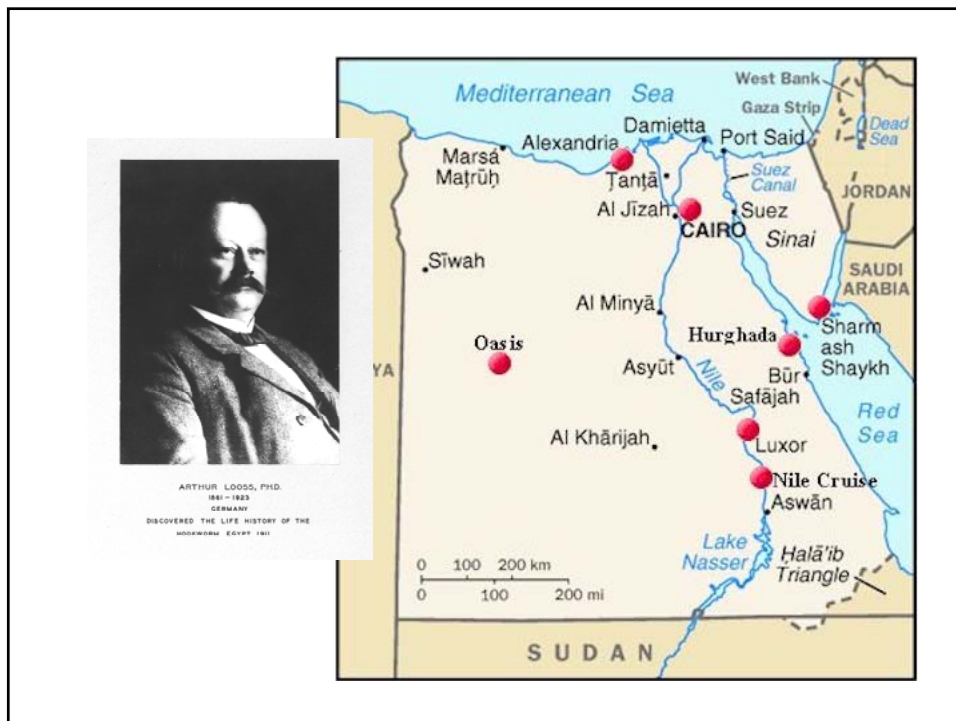 ARTHUR LOOSS, PHD.
1861 – 1923
GERMANY
DISCOVERED THE LIFE HISTORY OF THE
HOOKWORM EGYPT 1911
West Bank
Mediterranean Sea
Gaza Strip
Damietta
Dead
Sea
Alexandria
Port Said
Marsá
Maṭrūḥ
Ṭanṭā
Suez
Canal
JORDAN
Al Jīzah
Suez
CAIRO
Sinai
Sīwah
SAUDI
ARABIA
Al Minyā
Sharm
ash
Shaykh
Oasis
Hurghada
YA
Asyūt
Būr
Safājah
Nile
Red
Sea
Al Khārijah
Luxor
Nile Cruise
Aswān
Lake
Nasser
Ḥalā'ib
Triangle
0 100 200 km
0 100 200 mi
SUDAN